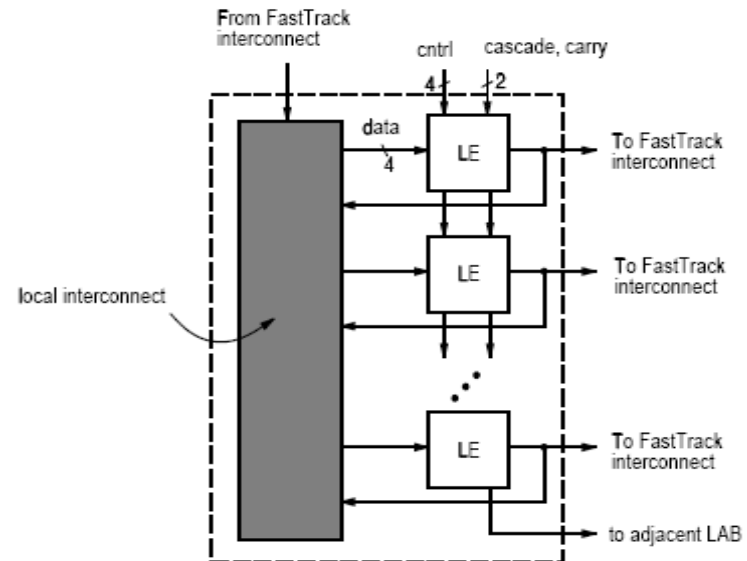 From FastTrack
interconnect
cntrl
cascade, carry
4
2
data
4
LE
To FastTrack
interconnect
LE
To FastTrack
interconnect
local interconnect
LE
To FastTrack
interconnect
to adjacent LAB